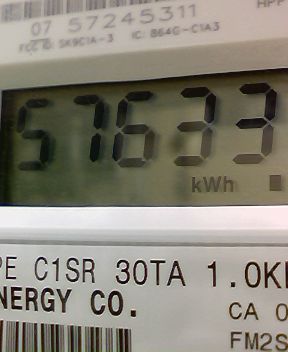 07 57245311
FCC ID: SK9C1A-3 IC: 864G-C1A3
57633
kWh
PE C1SR 30TA 1.0K
NERGY CO.
CA 0
FM2S